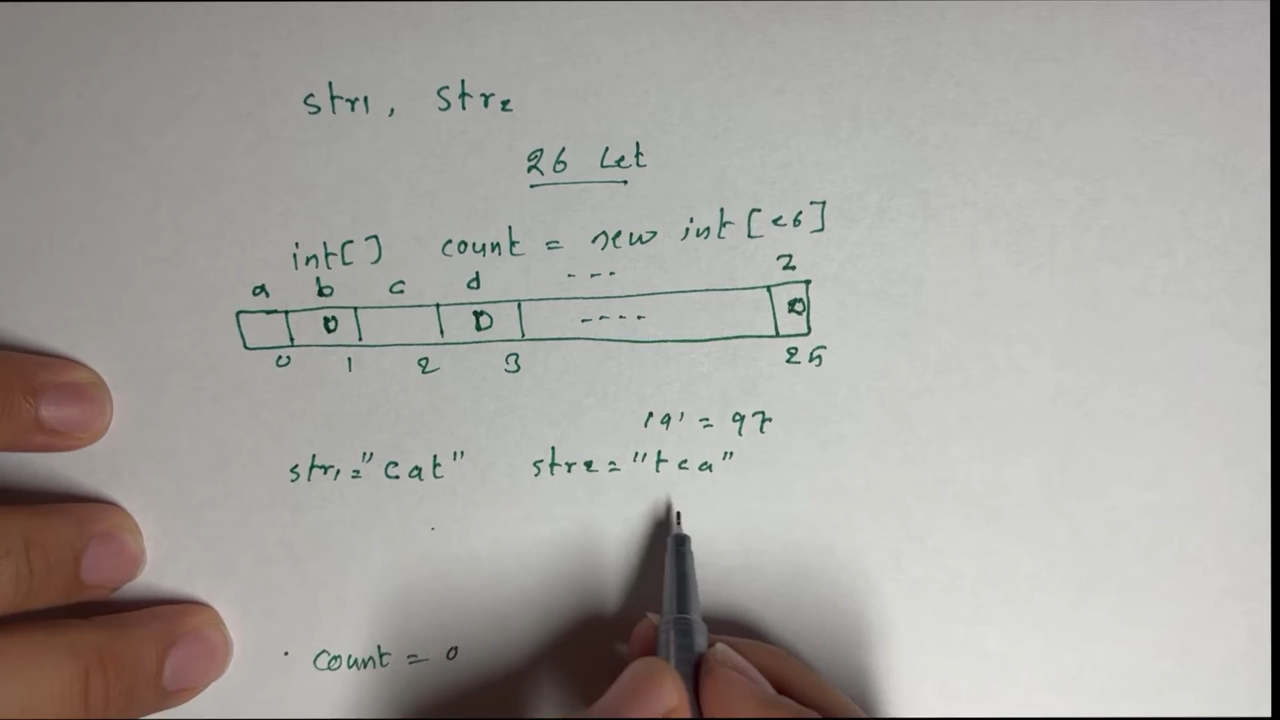 str1, str2
26 Let
int[] count = new int[26]
a b c d --- z
0 0 ---- 0
0 1 2 3 25
'a' = 97
str1="cat" str2="tca"
count = 0